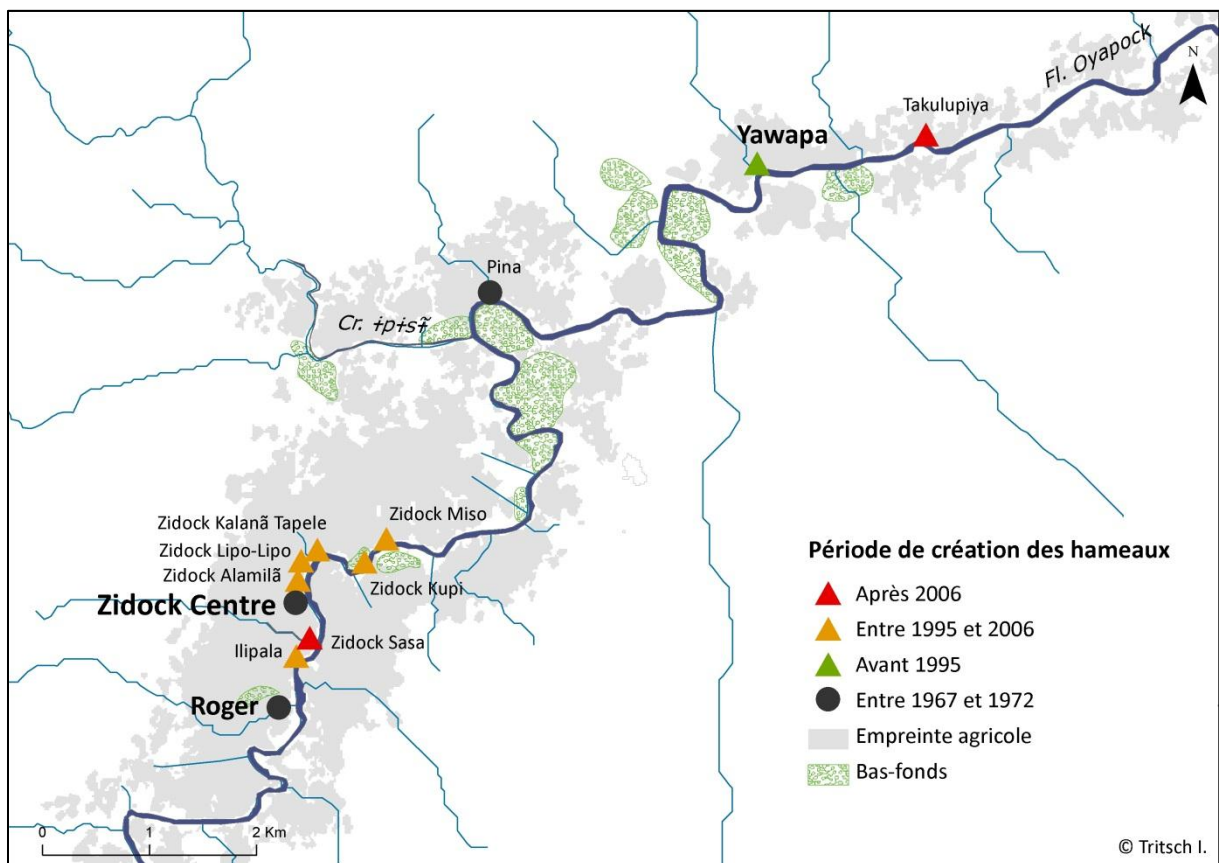 Fl. Oyapock
N
Takulupiya
Yawapa
Pina
Cr. ɨpɨsɨ̃
Zidock Miso
Zidock Kalanã Tapele
Zidock Lipo-Lipo
Zidock Alamilã
Zidock Kupi
Zidock Centre
Zidock Sasa
Ilipala
Roger
Période de création des hameaux
Après 2006
Entre 1995 et 2006
Avant 1995
Entre 1967 et 1972
Empreinte agricole
Bas-fonds
0 1 2 Km
© Tritsch I.